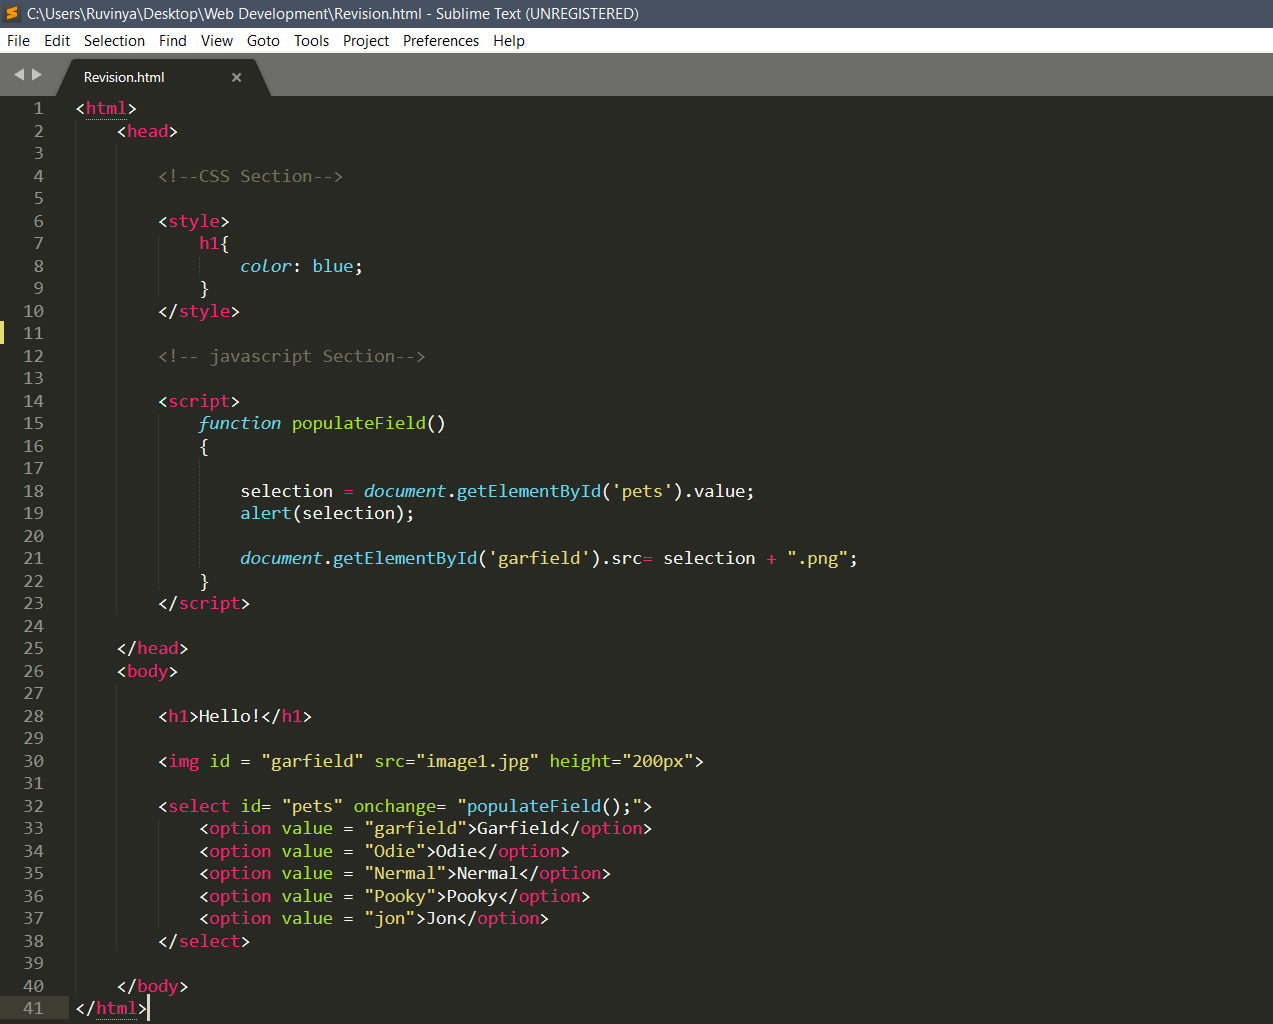 C:\Users\Ruvinya\Desktop\Web Development\Revision.html - Sublime Text (UNREGISTERED)
File Edit Selection Find View Goto Tools Project Preferences Help
Revision.html ×
1 <html>
2 <head>
3
4 <!--CSS Section-->
5
6 <style>
7 h1{
8 color: blue;
9 }
10 </style>
11
12 <!-- javascript Section-->
13
14 <script>
15 function populateField()
16 {
17
18 selection = document.getElementById('pets').value;
19 alert(selection);
20
21 document.getElementById('garfield').src= selection + ".png";
22 }
23 </script>
24
25 </head>
26 <body>
27
28 <h1>Hello!</h1>
29
30 <img id = "garfield" src="image1.jpg" height="200px">
31
32 <select id= "pets" onchange= "populateField();">
33 <option value = "garfield">Garfield</option>
34 <option value = "Odie">Odie</option>
35 <option value = "Nermal">Nermal</option>
36 <option value = "Pooky">Pooky</option>
37 <option value = "jon">Jon</option>
38 </select>
39
40 </body>
41 </html>